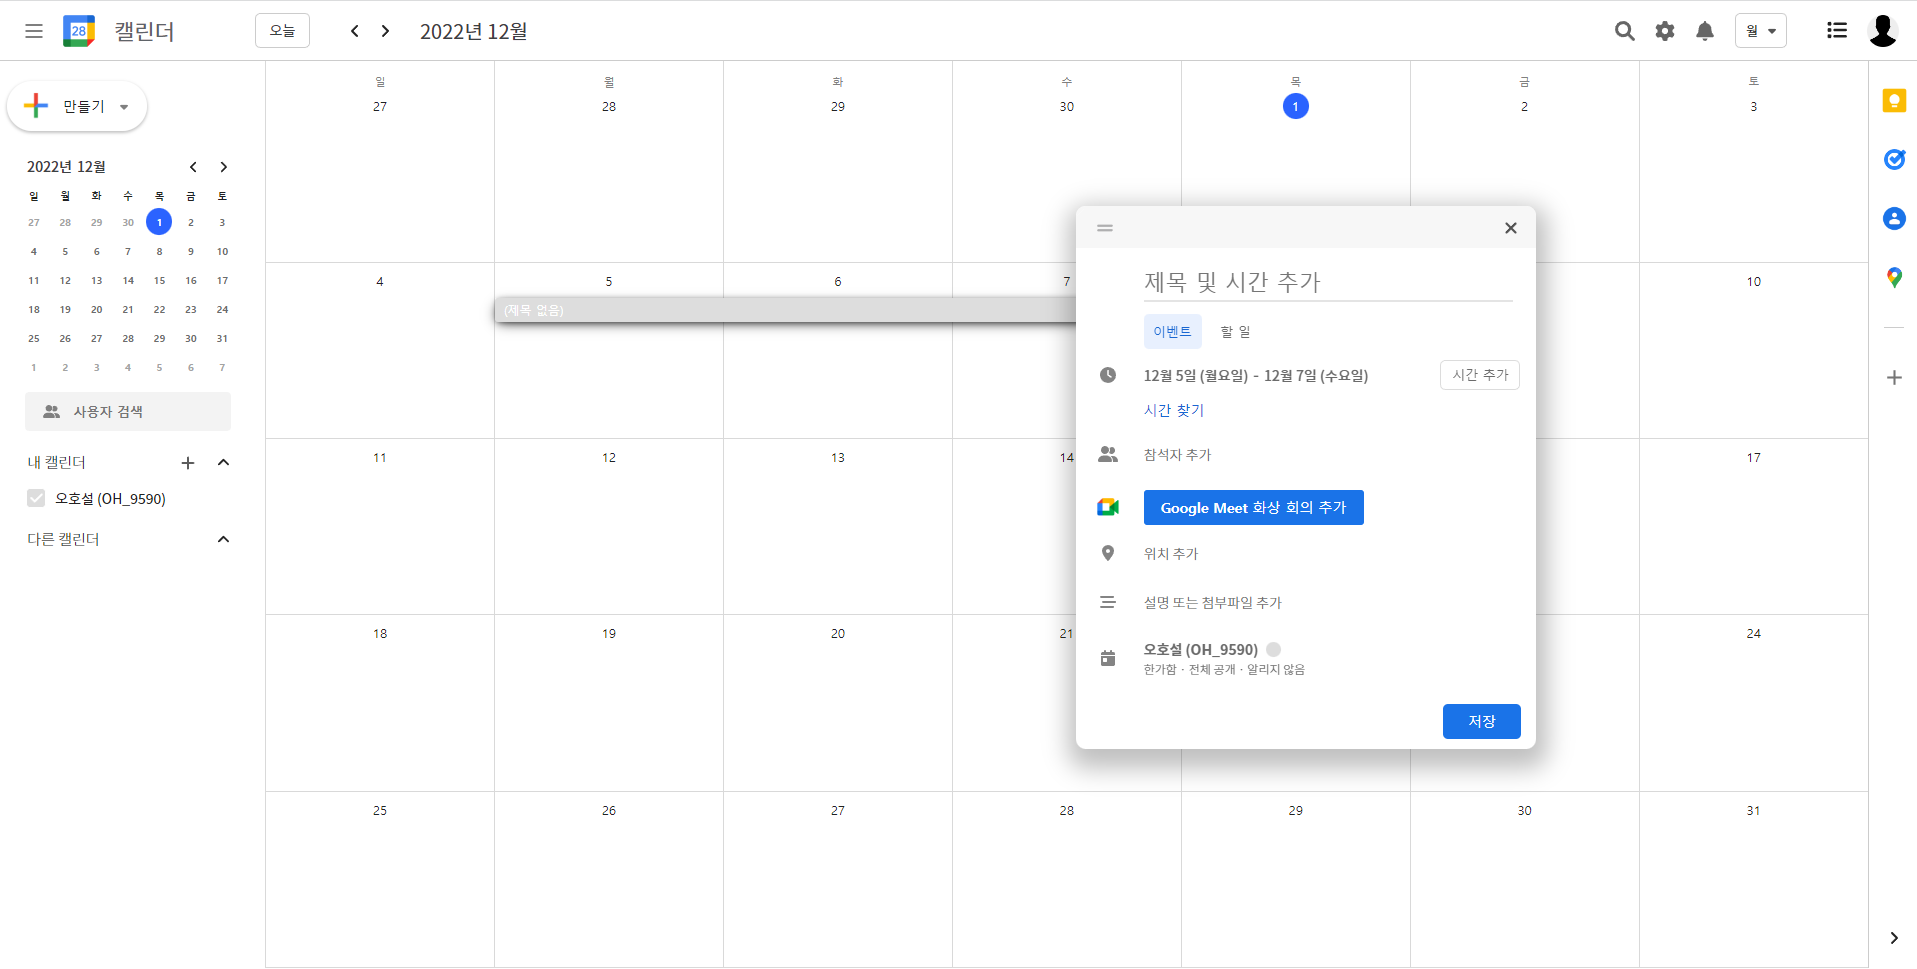 28 캘린더
오늘
2022년 12월
월
만들기
2022년 12월
일 월 화 수 목 금 토
27 28 29 30 1 2 3
4 5 6 7 8 9 10
11 12 13 14 15 16 17
18 19 20 21 22 23 24
25 26 27 28 29 30 31
1 2 3 4 5 6 7
사용자 검색
내 캘린더
오호설 (OH_9590)
다른 캘린더
일 월 화 수 목 금 토
27 28 29 30 1 2 3
4 5 6 7 10
(제목 없음)
11 12 13 14 17
18 19 20 21 24
25 26 27 28 29 30 31
제목 및 시간 추가
이벤트 할 일
12월 5일 (월요일) - 12월 7일 (수요일) 시간 추가
시간 찾기
참석자 추가
Google Meet 화상 회의 추가
위치 추가
설명 또는 첨부파일 추가
오호설 (OH_9590)
한가함 · 전체 공개 · 알리지 않음
저장